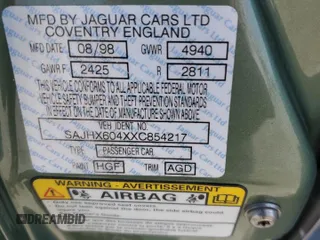 MFD BY JAGUAR CARS LTD
COVENTRY ENGLAND
MFD DATE 08/98 GVWR 4940
GAWR F 2425 R 2811
THIS VEHICLE CONFORMS TO ALL APPLICABLE FEDERAL MOTOR
VEHICLE SAFETY BUMPER AND THEFT PREVENTION STANDARDS IN
EFFECT ON THE DATE OF MANUFACTURE SHOWN ABOVE
VEH IDENT NO.
SAJHX604XXC854217
TYPE PASSENGER CAR
PAINT HGF TRIM AGD
WARNING - AVERTISSEMENT
AIRBAG
DREAMBID